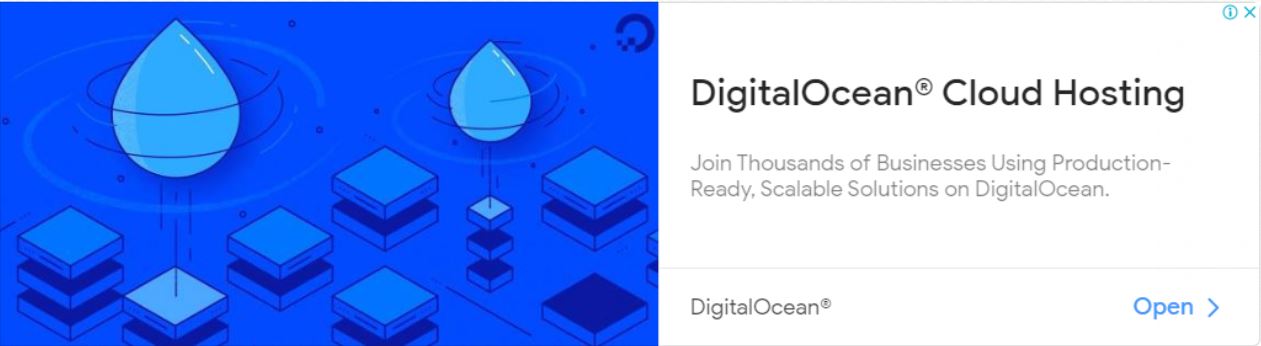 DigitalOcean® Cloud Hosting
Join Thousands of Businesses Using Production-
Ready, Scalable Solutions on DigitalOcean.
DigitalOcean®
Open